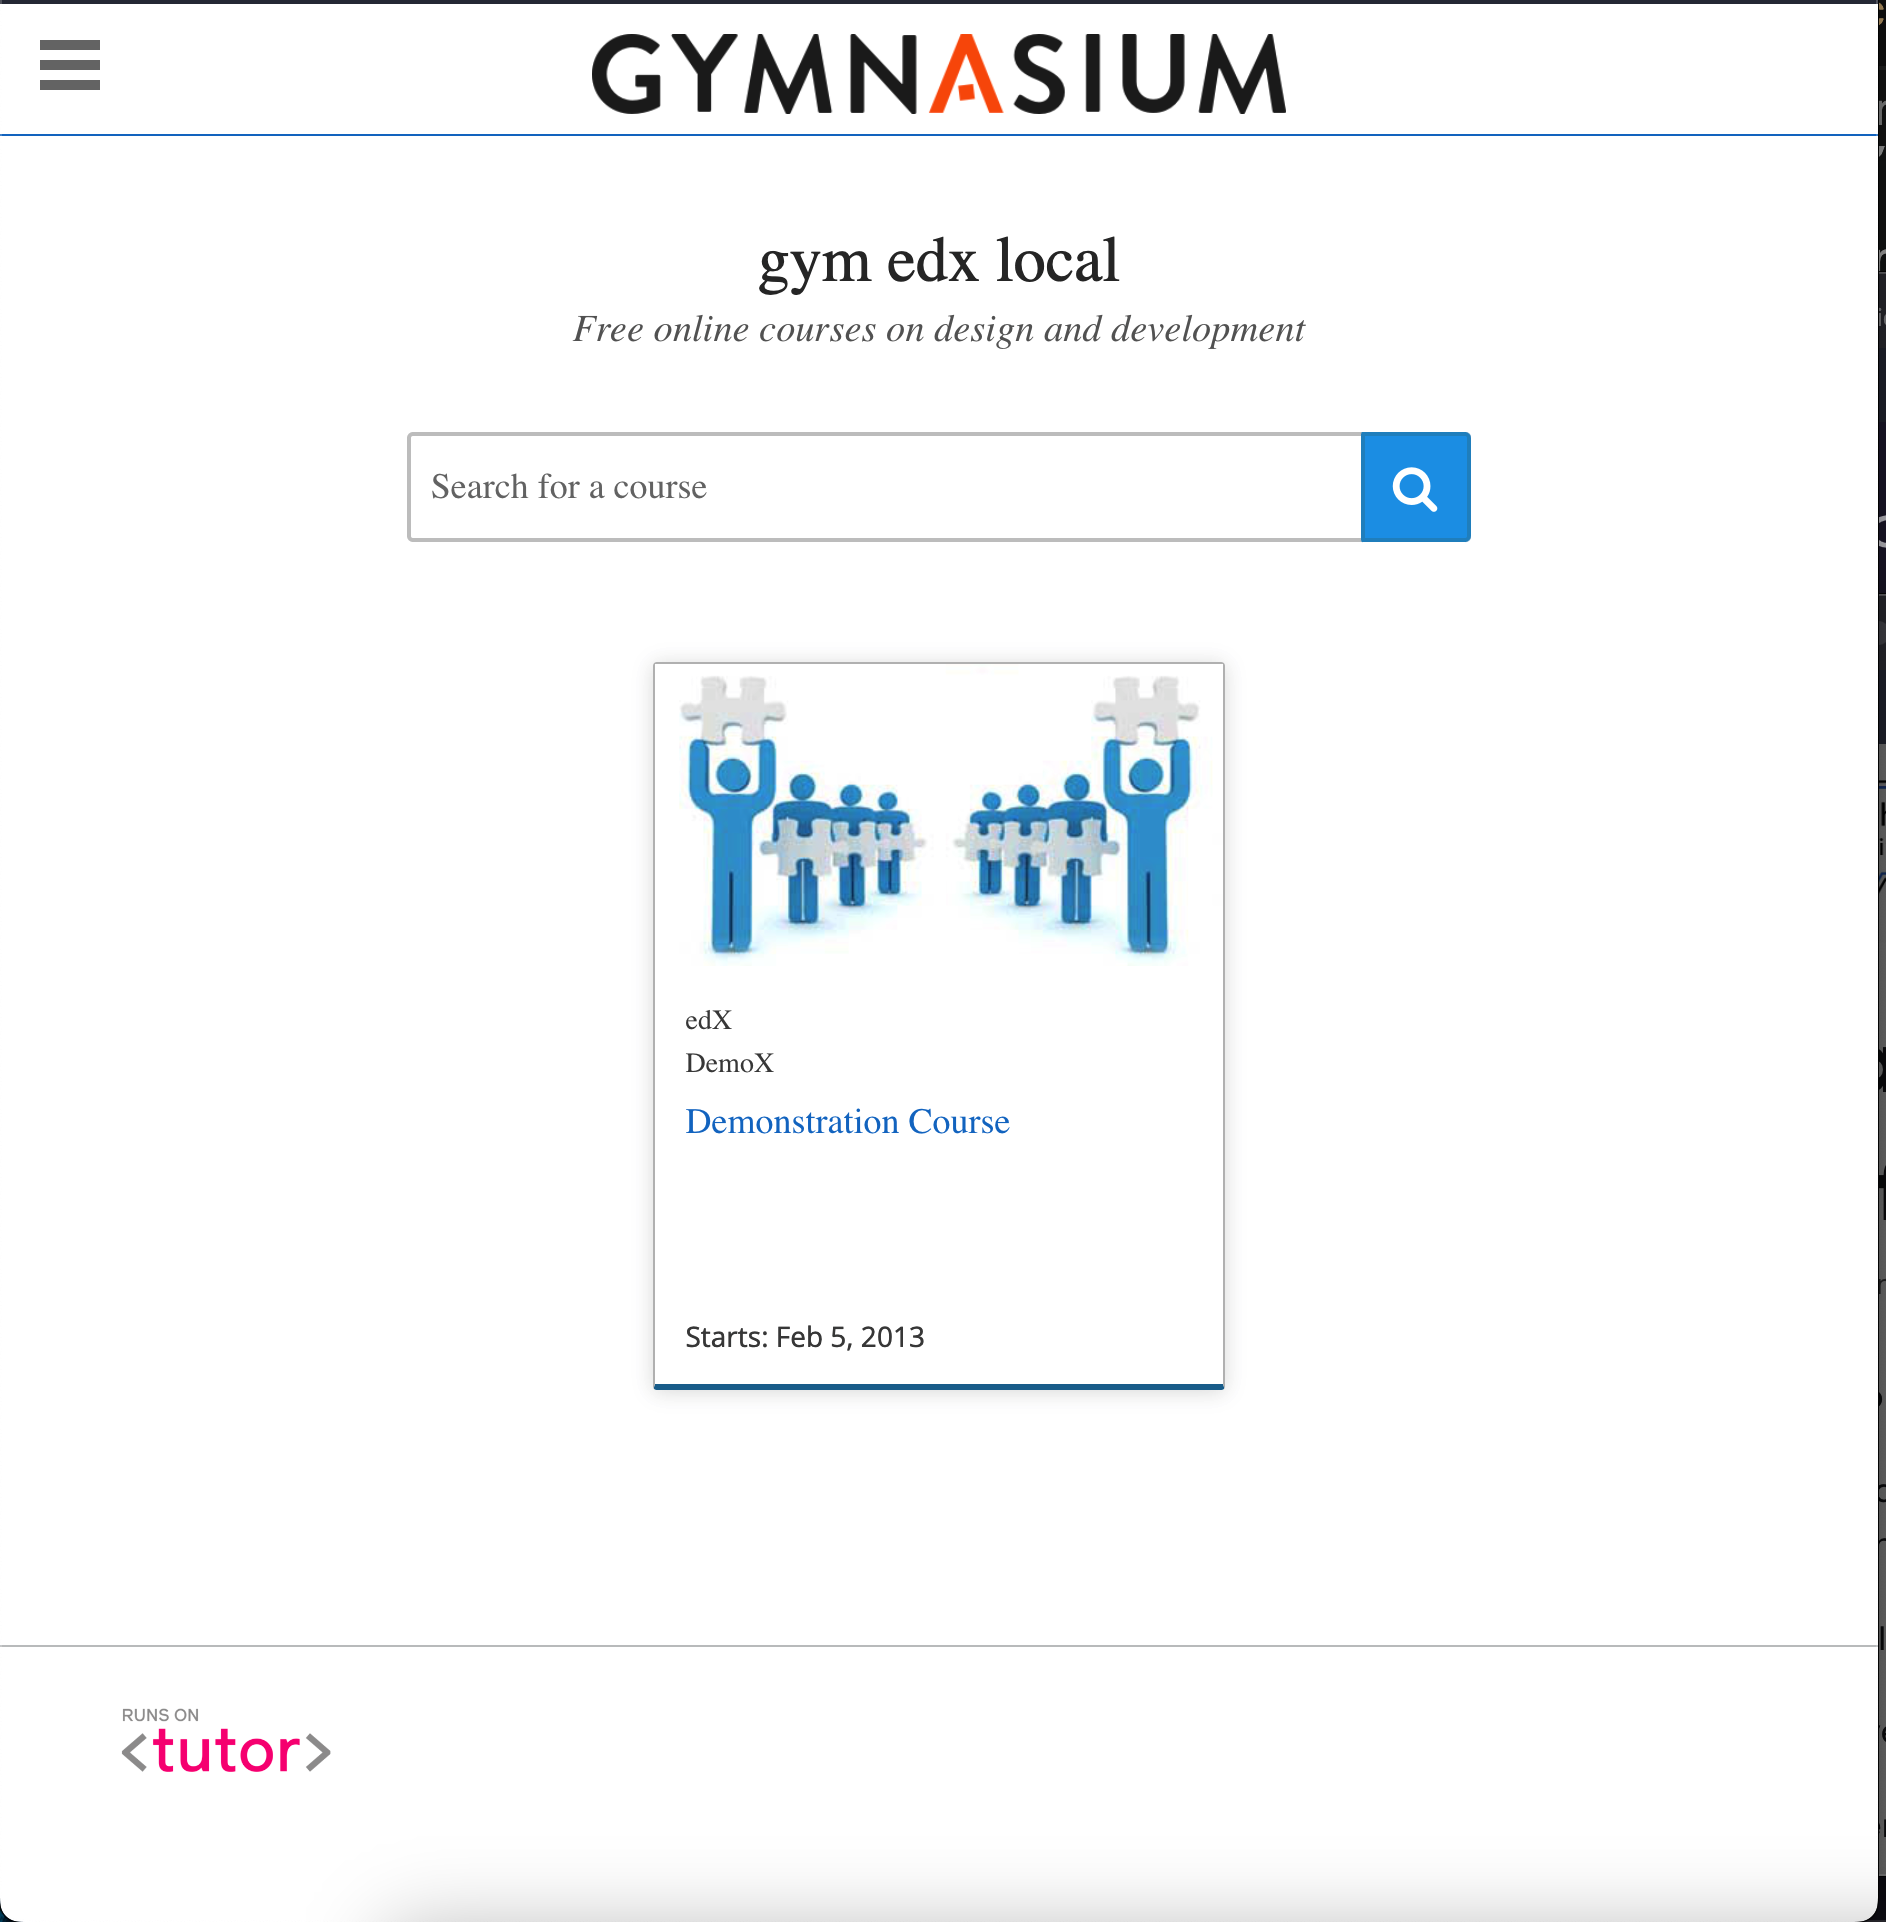 GYMNASIUM
gym edx local
Free online courses on design and development
Search for a course
edX
DemoX
Demonstration Course
Starts: Feb 5, 2013
RUNS ON
<tutor>